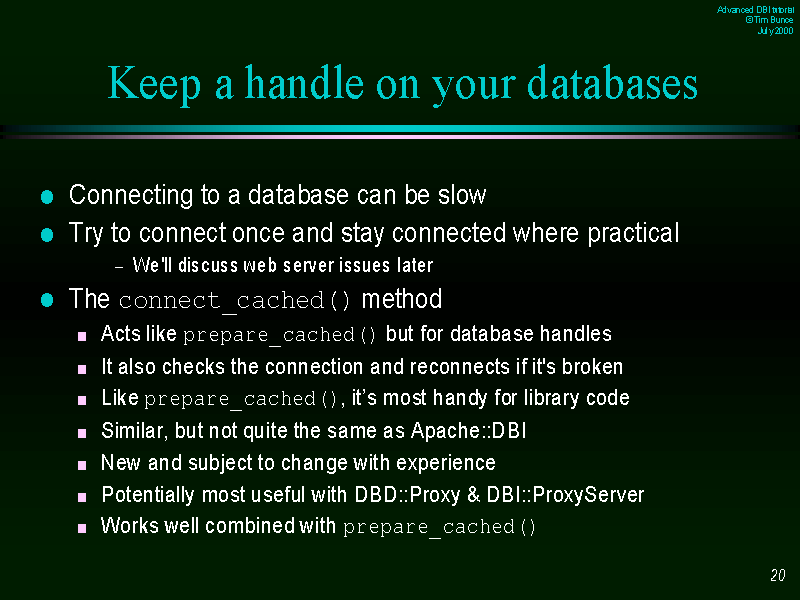 Advanced DBI tutorial
© Tim Bunce
July 2000
Keep a handle on your databases
Connecting to a database can be slow
Try to connect once and stay connected where practical
– We'll discuss web server issues later
The connect_cached() method
Acts like prepare_cached() but for database handles
It also checks the connection and reconnects if it's broken
Like prepare_cached(), it’s most handy for library code
Similar, but not quite the same as Apache::DBI
New and subject to change with experience
Potentially most useful with DBD::Proxy & DBI::ProxyServer
Works well combined with prepare_cached()
20